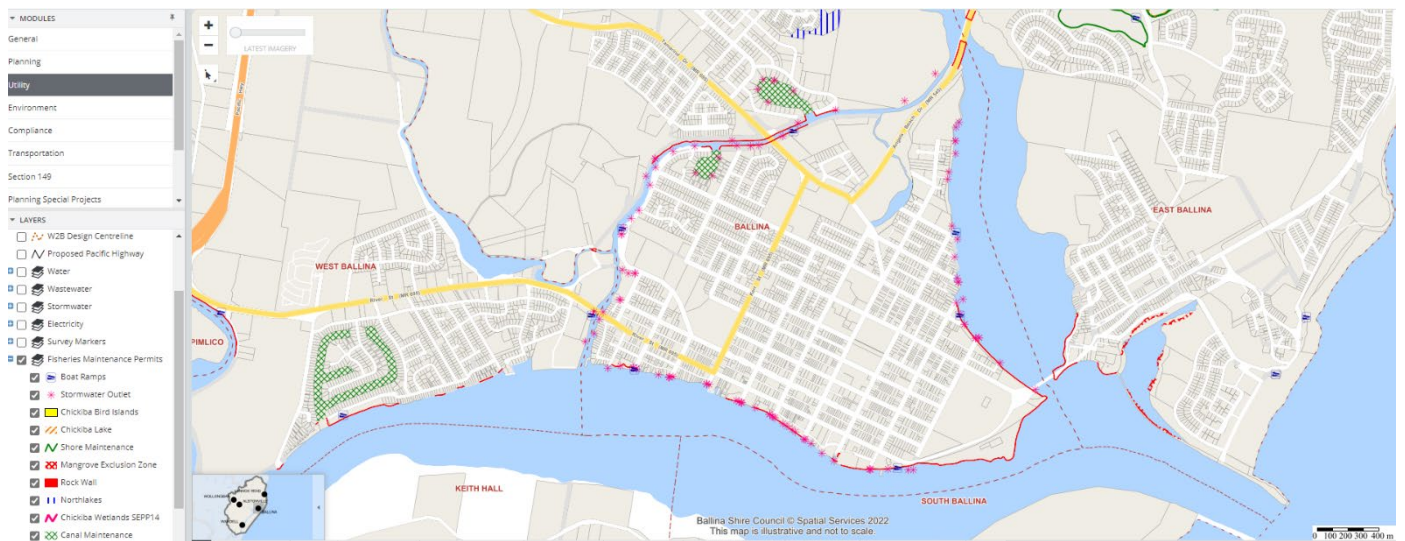 MODULES
General
Planning
Utility
Environment
Compliance
Transportation
Section 149
Planning Special Projects
LAYERS
W2B Design Centreline
Proposed Pacific Highway
Water
Wastewater
Stormwater
Electricity
Survey Markers
Fisheries Maintenance Permits
Boat Ramps
Stormwater Outlet
Chickiba Bird Islands
Chickiba Lake
Shore Maintenance
Mangrove Exclusion Zone
Rock Wall
Northlakes
Chickiba Wetlands SEPP14
Canal Maintenance
+
−
LATEST IMAGERY
WEST BALLINA
BALLINA
EAST BALLINA
PIMLICO
KEITH HALL
SOUTH BALLINA
Ballina Shire Council © Spatial Services 2022
This map is illustrative and not to scale
0 100 200 300 400 m